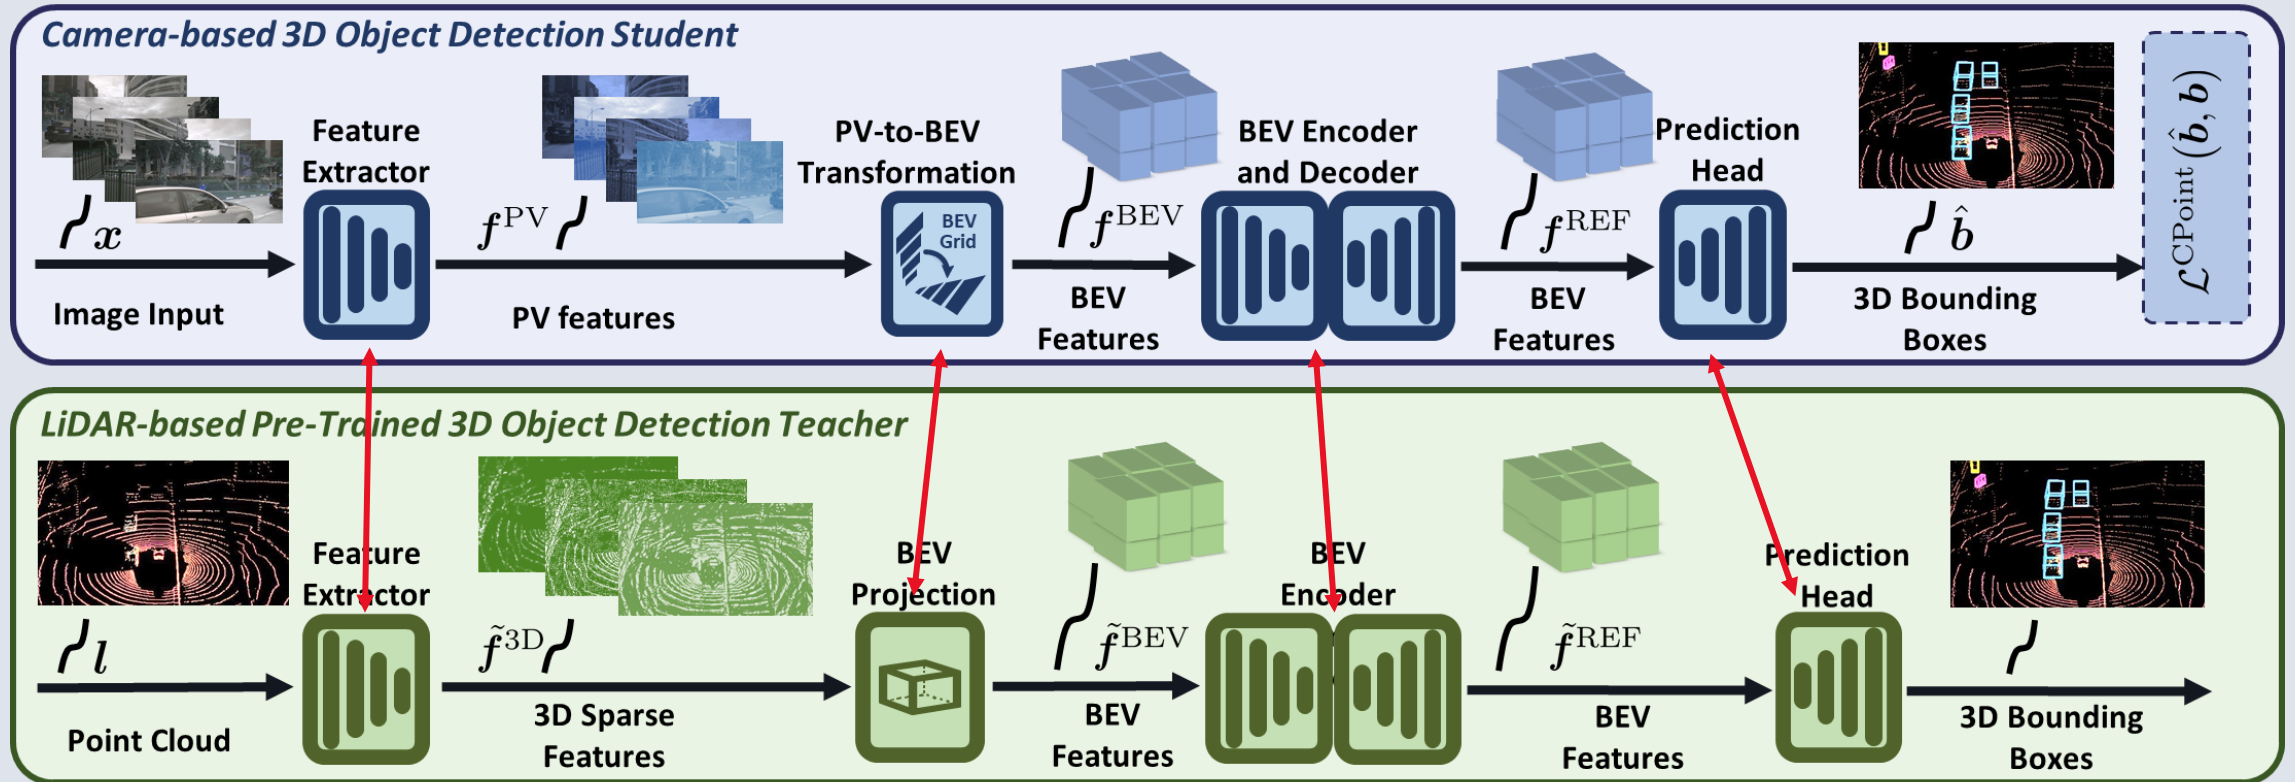 Camera-based 3D Object Detection Student
Feature
Extractor
x
Image Input
f^PV
PV features
PV-to-BEV
Transformation
BEV
Grid
f^BEV
BEV
Features
BEV Encoder
and Decoder
f^REF
BEV
Features
Prediction
Head
b̂
3D Bounding
Boxes
ℒ^CPoint(b̂, b)
LiDAR-based Pre-Trained 3D Object Detection Teacher
l
Point Cloud
Feature
Extractor
f̃^3D
3D Sparse
Features
BEV
Projection
f̃^BEV
BEV
Features
BEV
Encoder
f̃^REF
BEV
Features
Prediction
Head
3D Bounding
Boxes